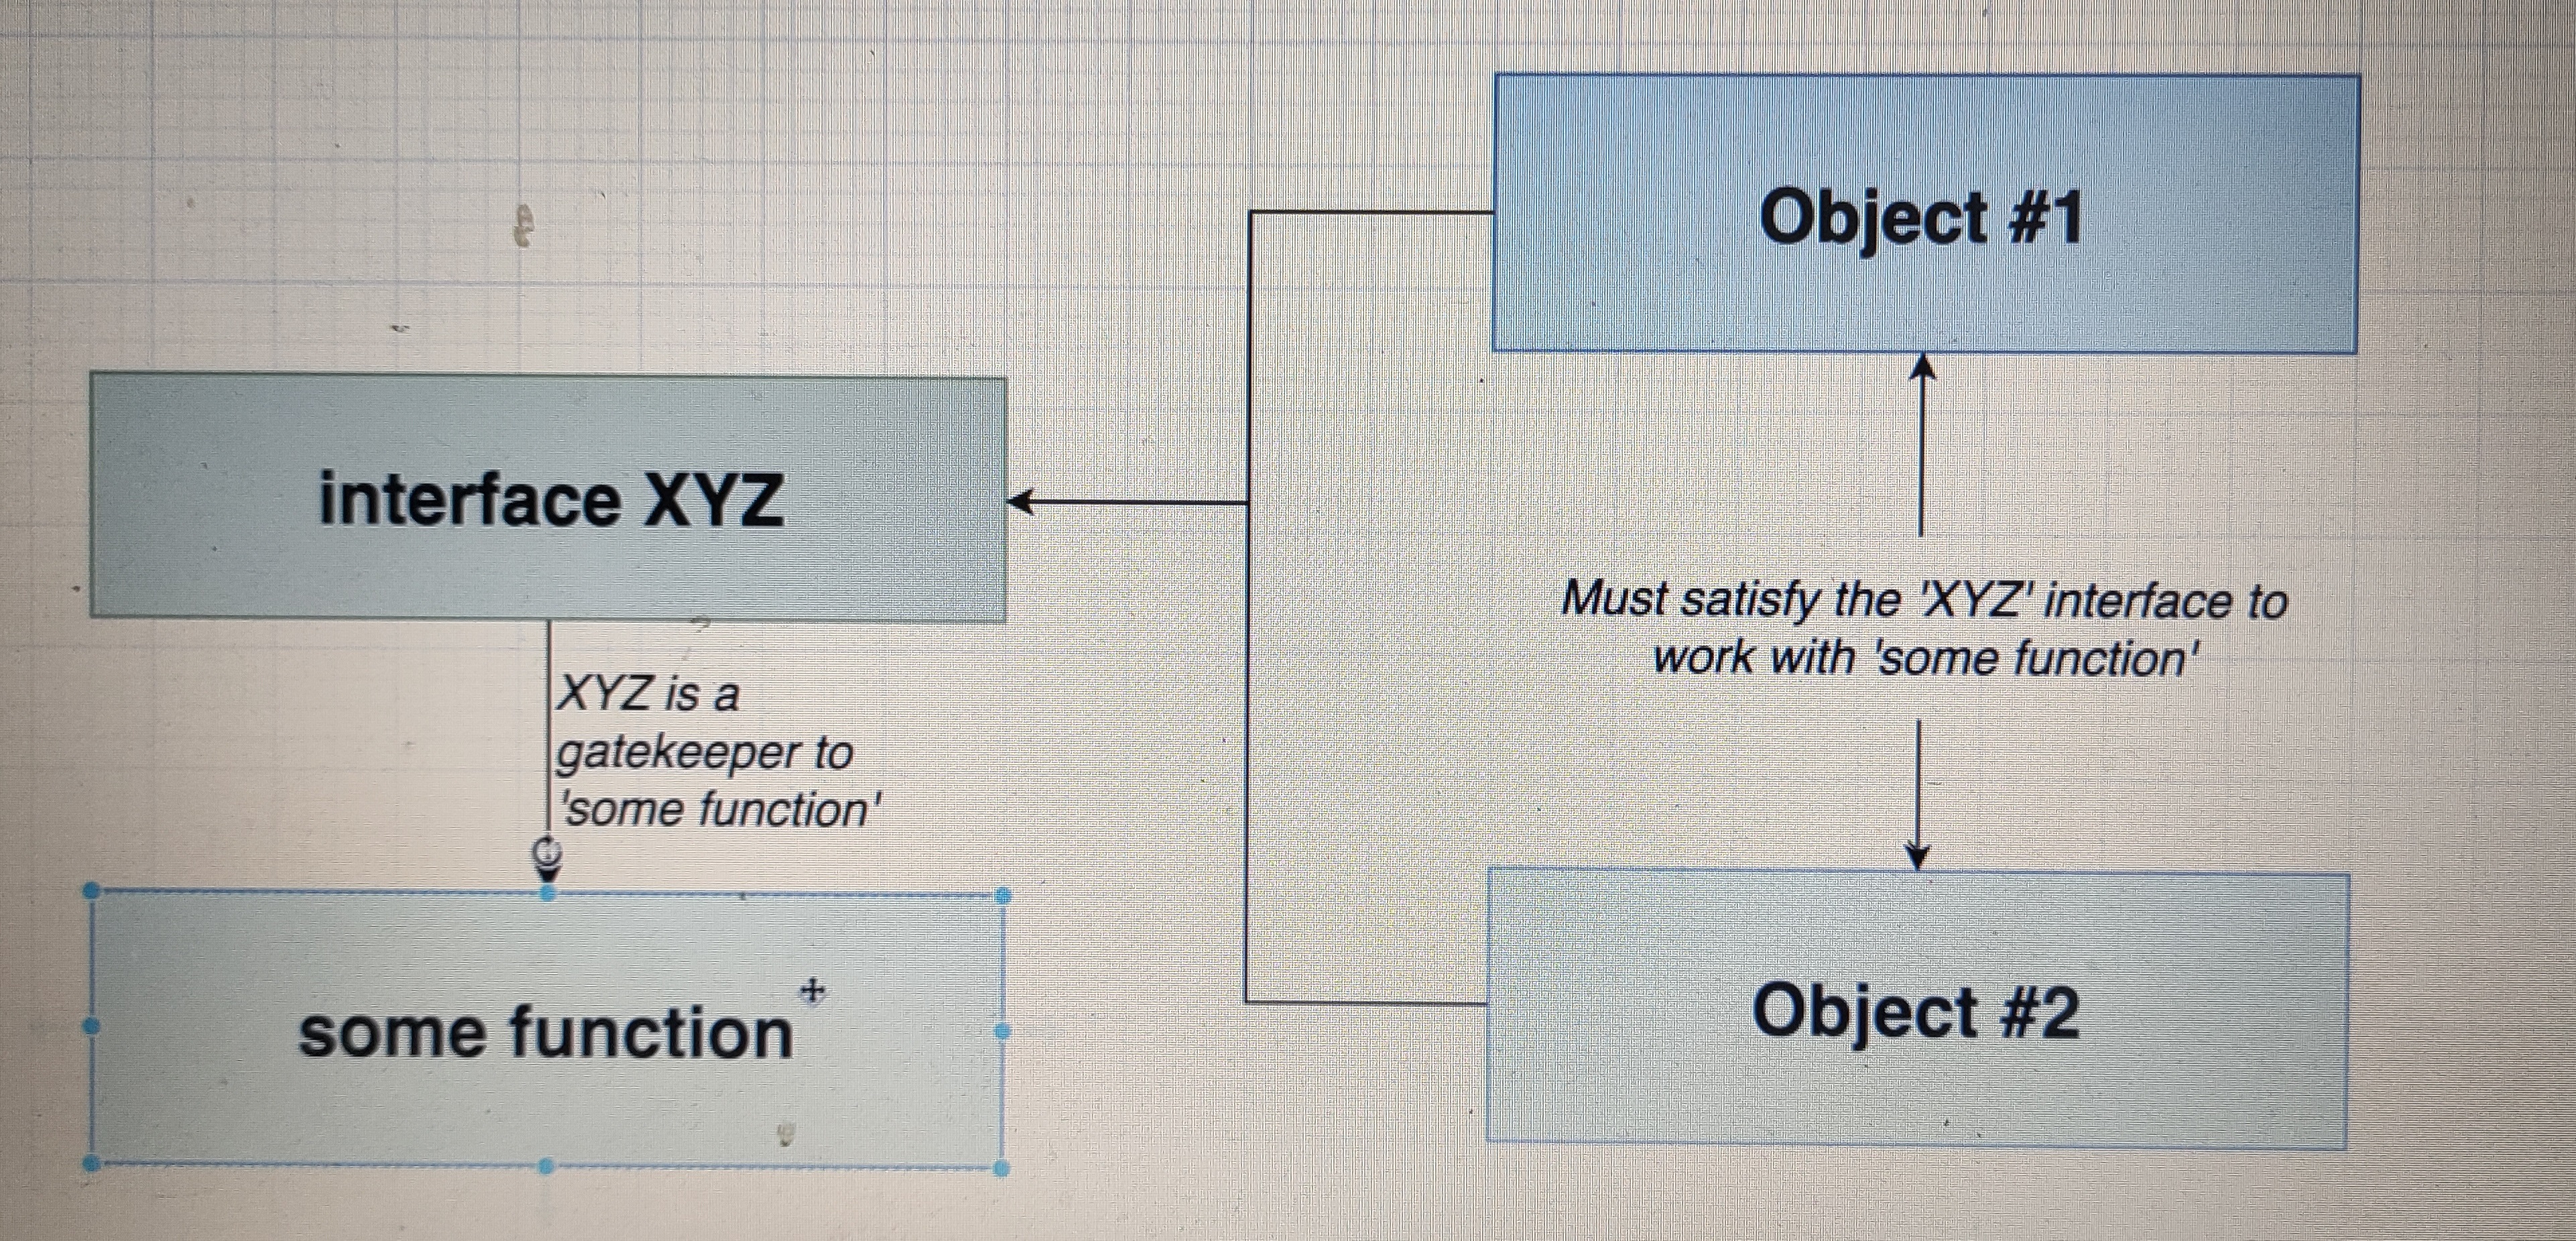 Object #1
interface XYZ
Must satisfy the 'XYZ' interface to
work with 'some function'
XYZ is a
gatekeeper to
'some function'
some function
Object #2